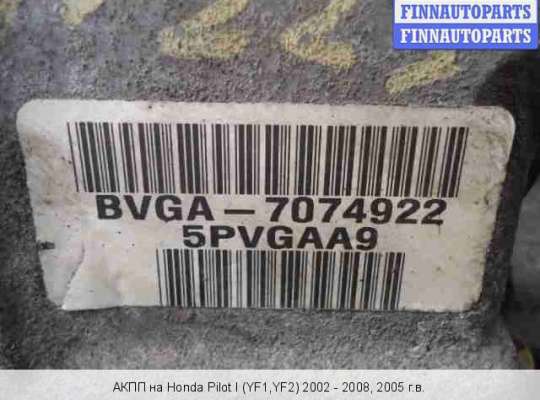 FINNAUTOPARTS
FINNAUTOPARTS
BVGA-7074922
5PVGAA9
АКПП на Honda Pilot I (YF1,YF2) 2002 - 2008, 2005 г.в.